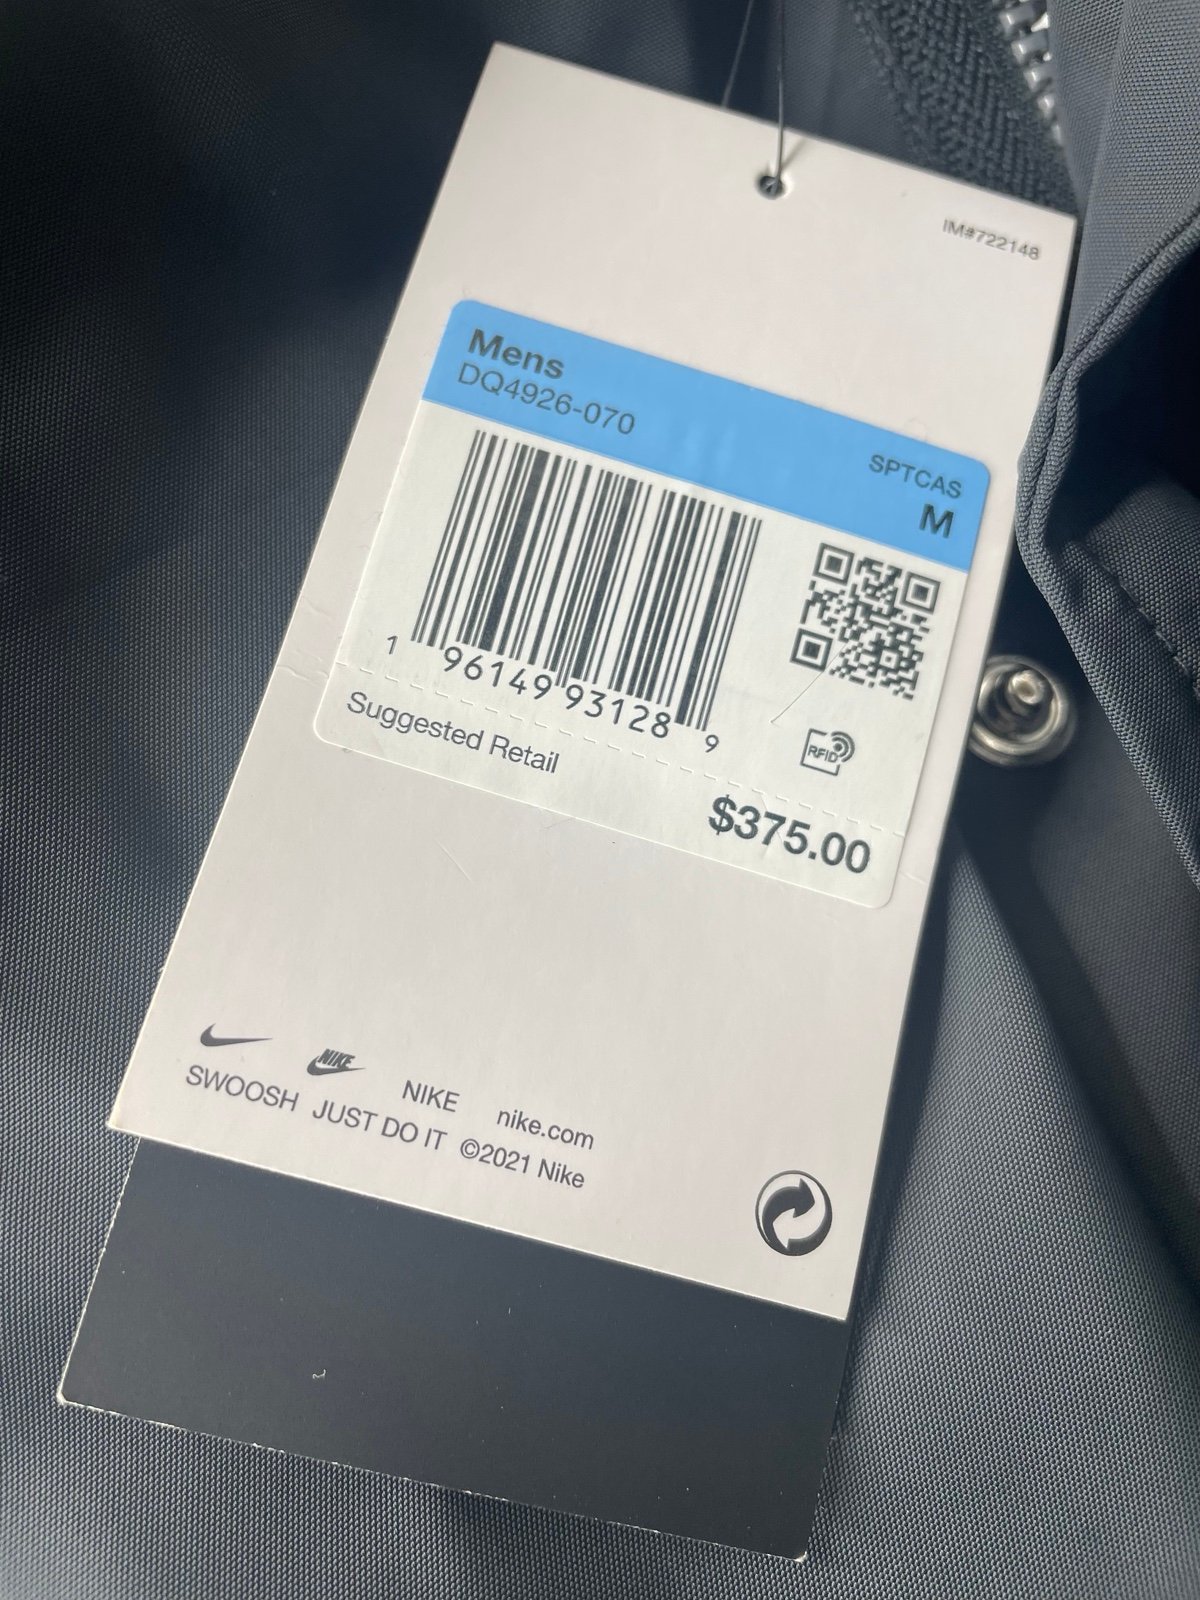 IM#722148
Mens
DQ4926-070
SPTCAS
M
1 96149 93128 9
RFID
Suggested Retail
$375.00
NIKE NIKE nike.com
SWOOSH JUST DO IT ©2021 Nike